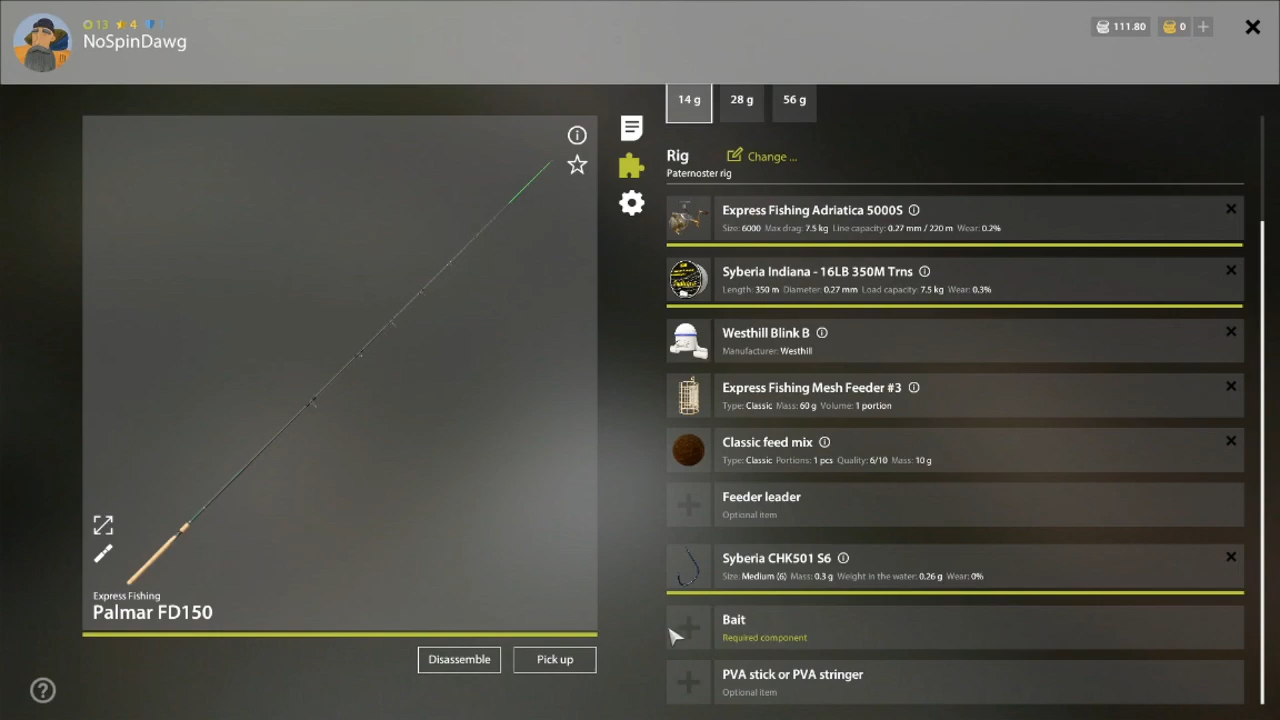 13 4
NoSpinDawg
111.80 0
14 g 28 g 56 g
Rig Change ...
Paternoster rig
Express Fishing Adriatica 5000S
Size: 6000 Max drag: 7.5 kg Line capacity: 0.27 mm / 220 m Wear: 0.2%
Syberia Indiana - 16LB 350M Trns
Length: 350 m Diameter: 0.27 mm Load capacity: 7.5 kg Wear: 0.3%
Westhill Blink B
Manufacturer: Westhill
Express Fishing Mesh Feeder #3
Type: Classic Mass: 60 g Volume: 1 portion
Classic feed mix
Type: Classic Portions: 1 pcs Quality: 6/10 Mass: 10 g
Feeder leader
Optional item
Syberia CHK501 S6
Size: Medium (6) Mass: 0.3 g Weight in the water: 0.26 g Wear: 0%
Bait
Required component
PVA stick or PVA stringer
Optional item
Express Fishing
Palmar FD150
Disassemble Pick up